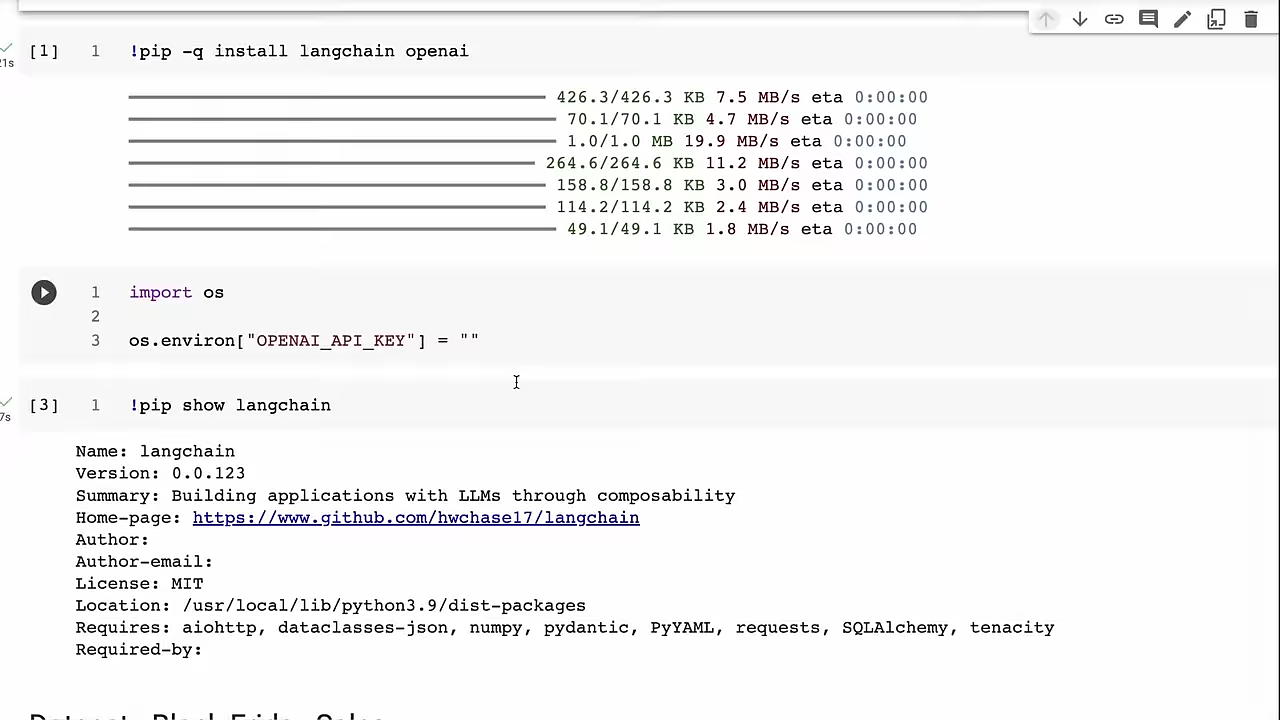 [1] 1 !pip -q install langchain openai
21s
426.3/426.3 KB 7.5 MB/s eta 0:00:00
70.1/70.1 KB 4.7 MB/s eta 0:00:00
1.0/1.0 MB 19.9 MB/s eta 0:00:00
264.6/264.6 KB 11.2 MB/s eta 0:00:00
158.8/158.8 KB 3.0 MB/s eta 0:00:00
114.2/114.2 KB 2.4 MB/s eta 0:00:00
49.1/49.1 KB 1.8 MB/s eta 0:00:00
1 import os
2
3 os.environ["OPENAI_API_KEY"] = ""
[3] 1 !pip show langchain
7s
Name: langchain
Version: 0.0.123
Summary: Building applications with LLMs through composability
Home-page: https://www.github.com/hwchase17/langchain
Author:
Author-email:
License: MIT
Location: /usr/local/lib/python3.9/dist-packages
Requires: aiohttp, dataclasses-json, numpy, pydantic, PyYAML, requests, SQLAlchemy, tenacity
Required-by: